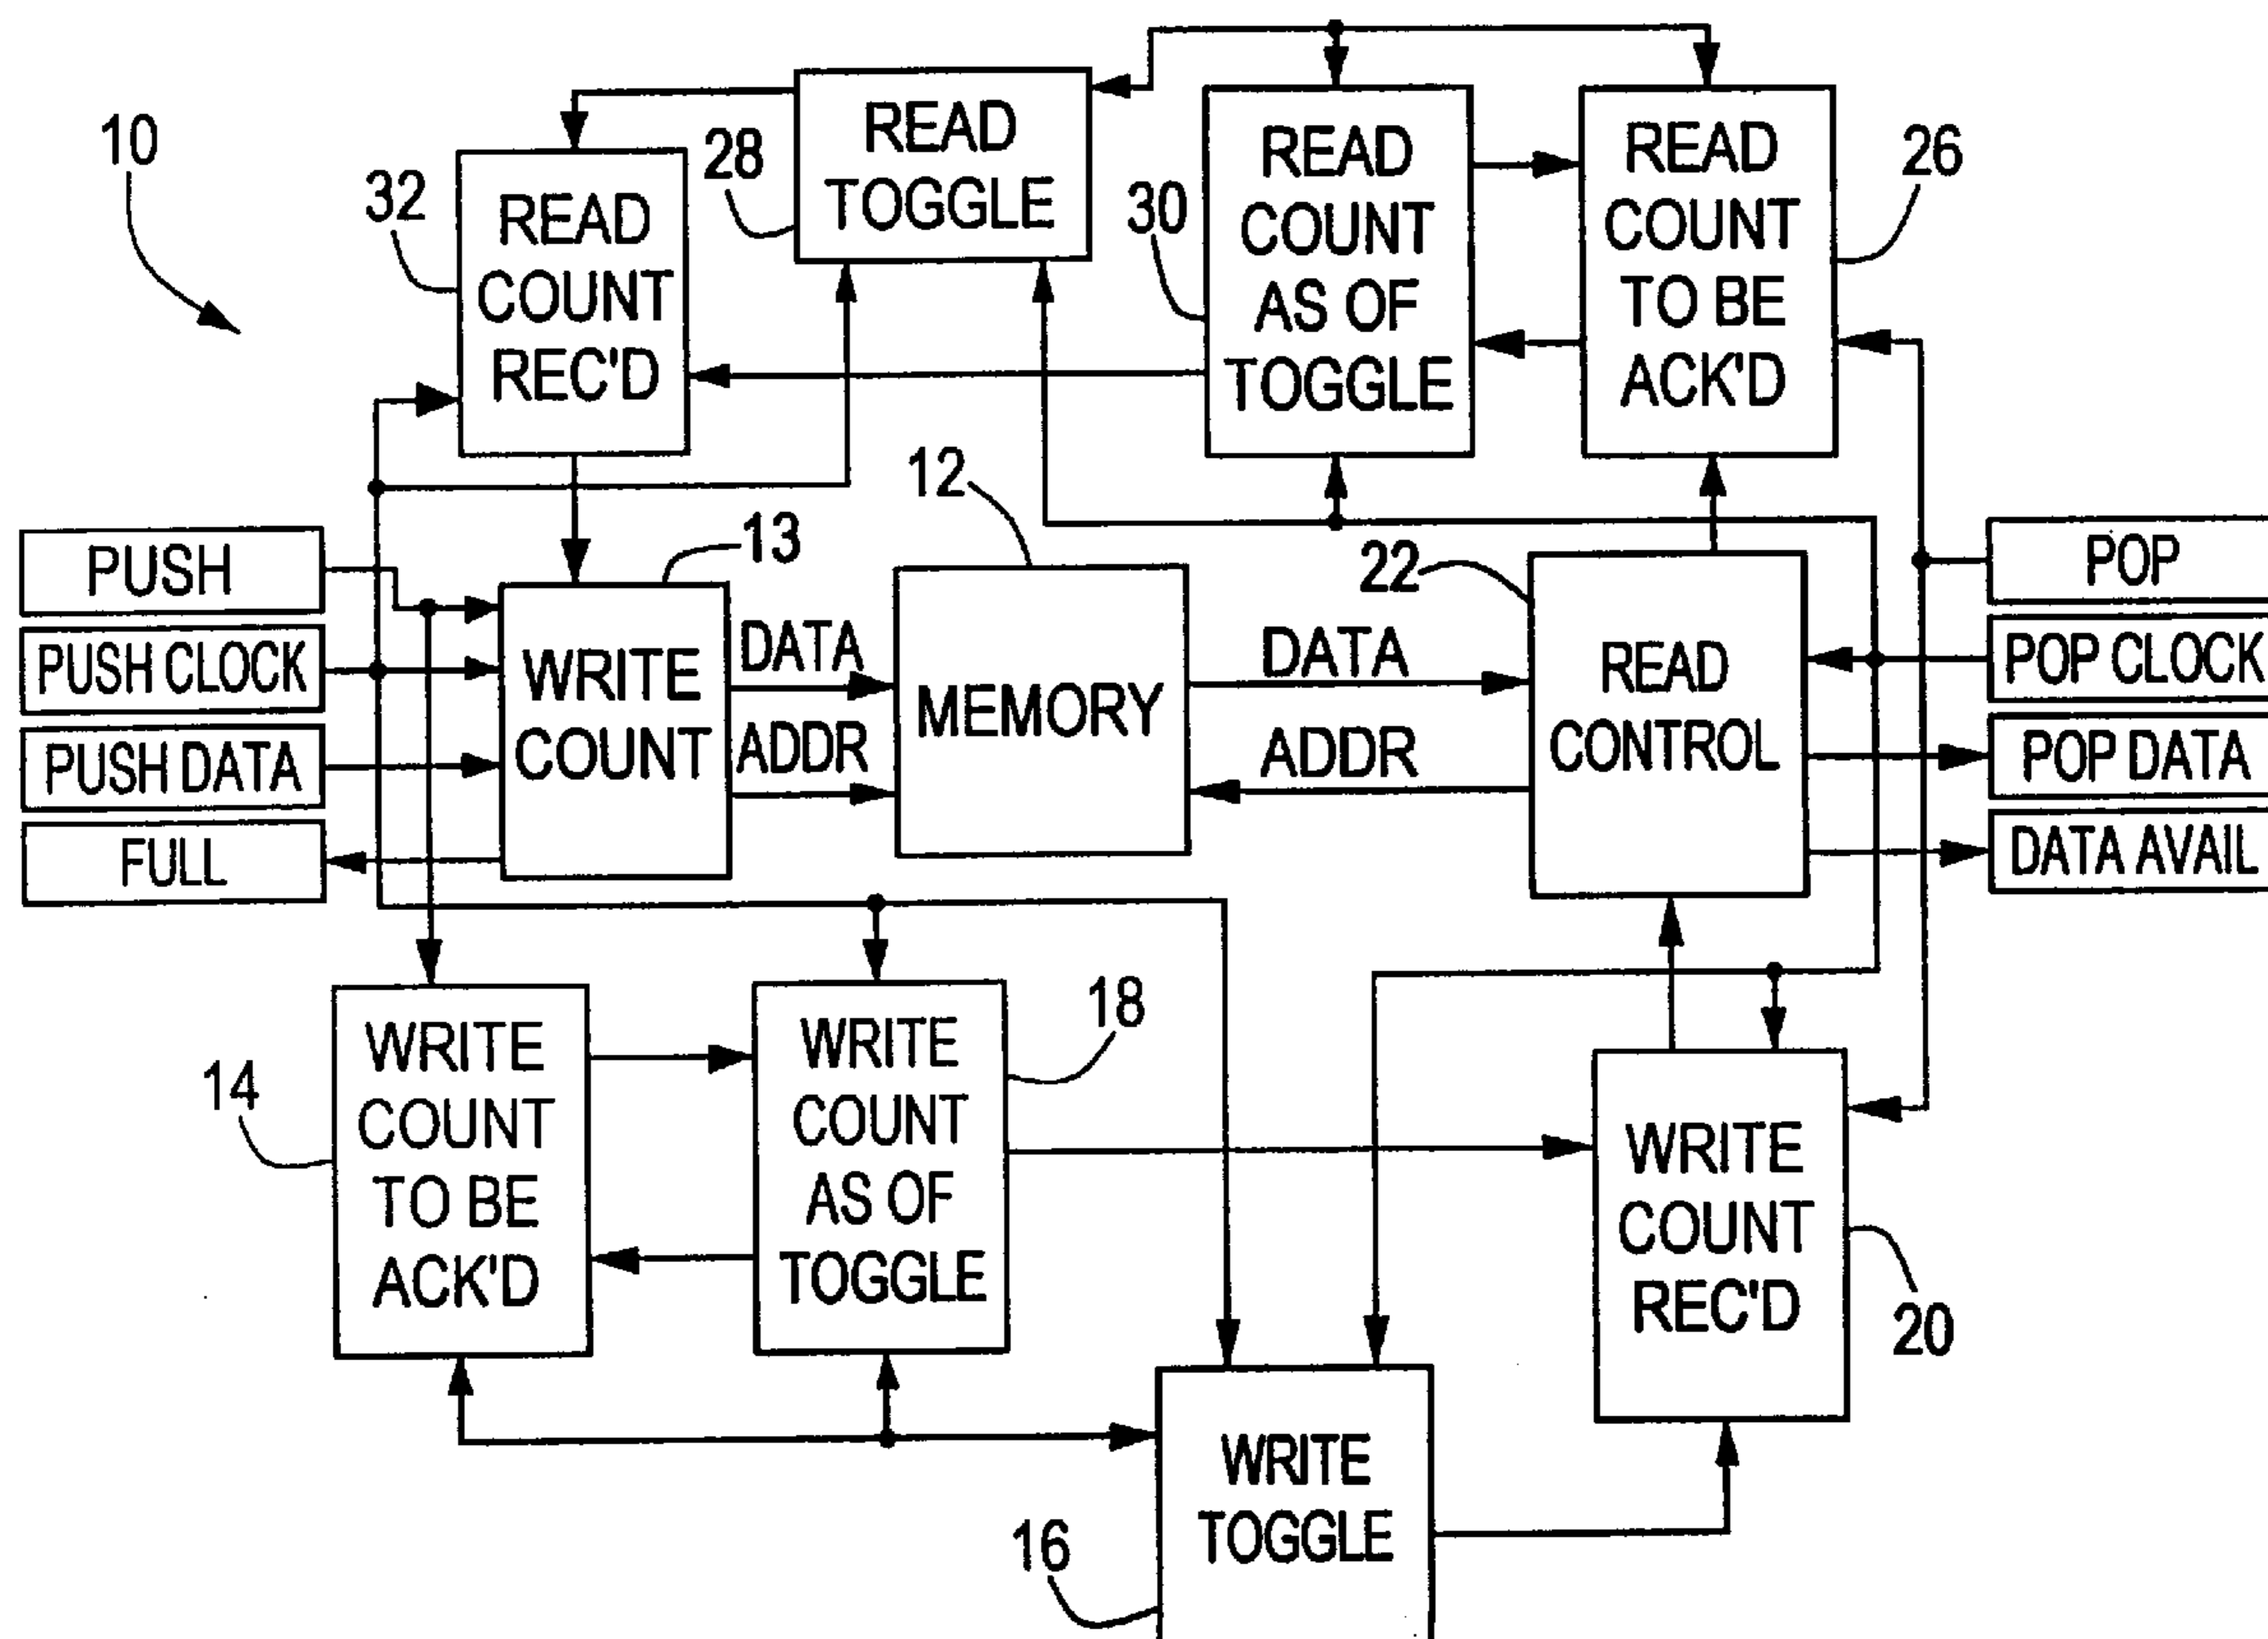 10
32
READ
COUNT
REC'D
28
READ
TOGGLE
30
READ
COUNT
AS OF
TOGGLE
READ
COUNT
TO BE
ACK'D
26
PUSH
PUSH CLOCK
PUSH DATA
FULL
13
WRITE
COUNT
DATA
ADDR
12
MEMORY
DATA
ADDR
22
READ
CONTROL
POP
POP CLOCK
POP DATA
DATA AVAIL
14
WRITE
COUNT
TO BE
ACK'D
18
WRITE
COUNT
AS OF
TOGGLE
WRITE
COUNT
REC'D
20
16
WRITE
TOGGLE